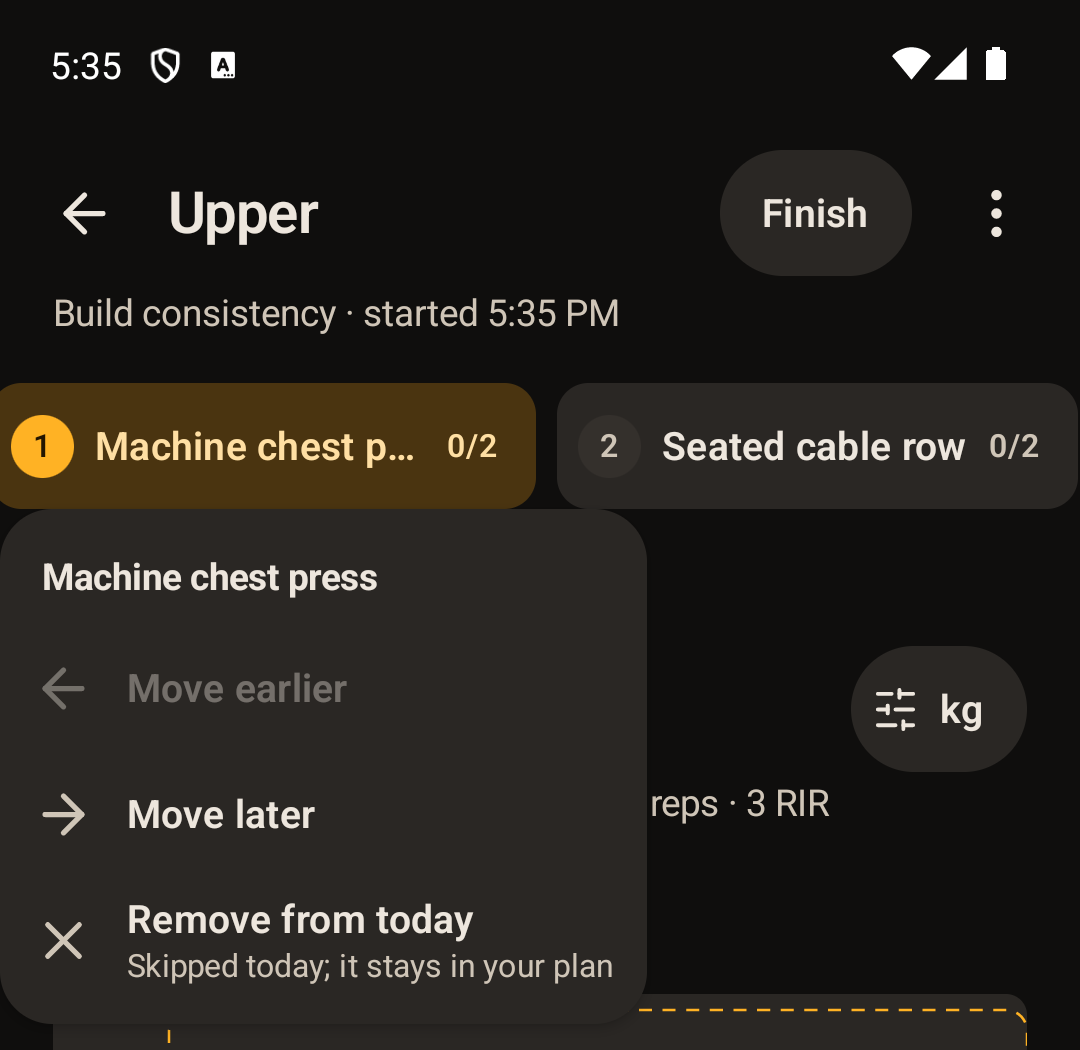 5:35
A
Upper
Finish
Build consistency · started 5:35 PM
1 Machine chest p... 0/2
2 Seated cable row 0/2
Machine chest press
Move earlier
kg
Move later
reps · 3 RIR
Remove from today
Skipped today; it stays in your plan